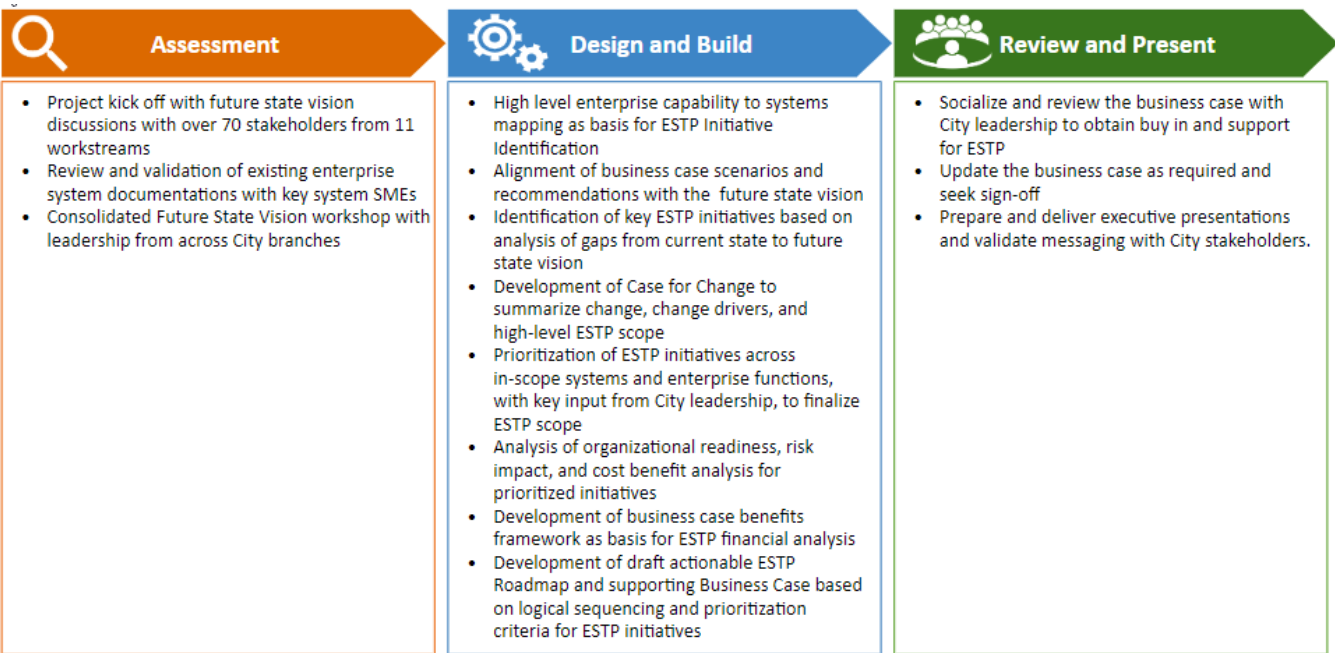 Assessment
• Project kick off with future state vision
discussions with over 70 stakeholders from 11
workstreams
• Review and validation of existing enterprise
system documentations with key system SMEs
• Consolidated Future State Vision workshop with
leadership from across City branches
Design and Build
• High level enterprise capability to systems
mapping as basis for ESTP Initiative
Identification
• Alignment of business case scenarios and
recommendations with the future state vision
• Identification of key ESTP initiatives based on
analysis of gaps from current state to future
state vision
• Development of Case for Change to
summarize change, change drivers, and
high-level ESTP scope
• Prioritization of ESTP initiatives across
in-scope systems and enterprise functions,
with key input from City leadership, to finalize
ESTP scope
• Analysis of organizational readiness, risk
impact, and cost benefit analysis for
prioritized initiatives
• Development of business case benefits
framework as basis for ESTP financial analysis
• Development of draft actionable ESTP
Roadmap and supporting Business Case based
on logical sequencing and prioritization
criteria for ESTP initiatives
Review and Present
• Socialize and review the business case with
City leadership to obtain buy in and support
for ESTP
• Update the business case as required and
seek sign-off
• Prepare and deliver executive presentations
and validate messaging with City stakeholders.